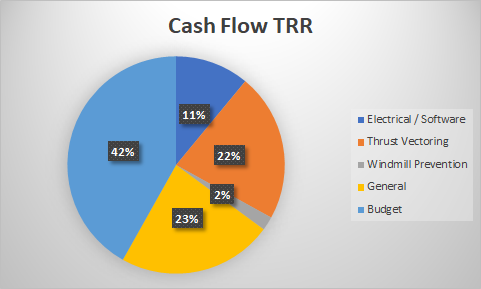 Cash Flow TRR
11%
22%
2%
23%
42%
Electrical / Software
Thrust Vectoring
Windmill Prevention
General
Budget